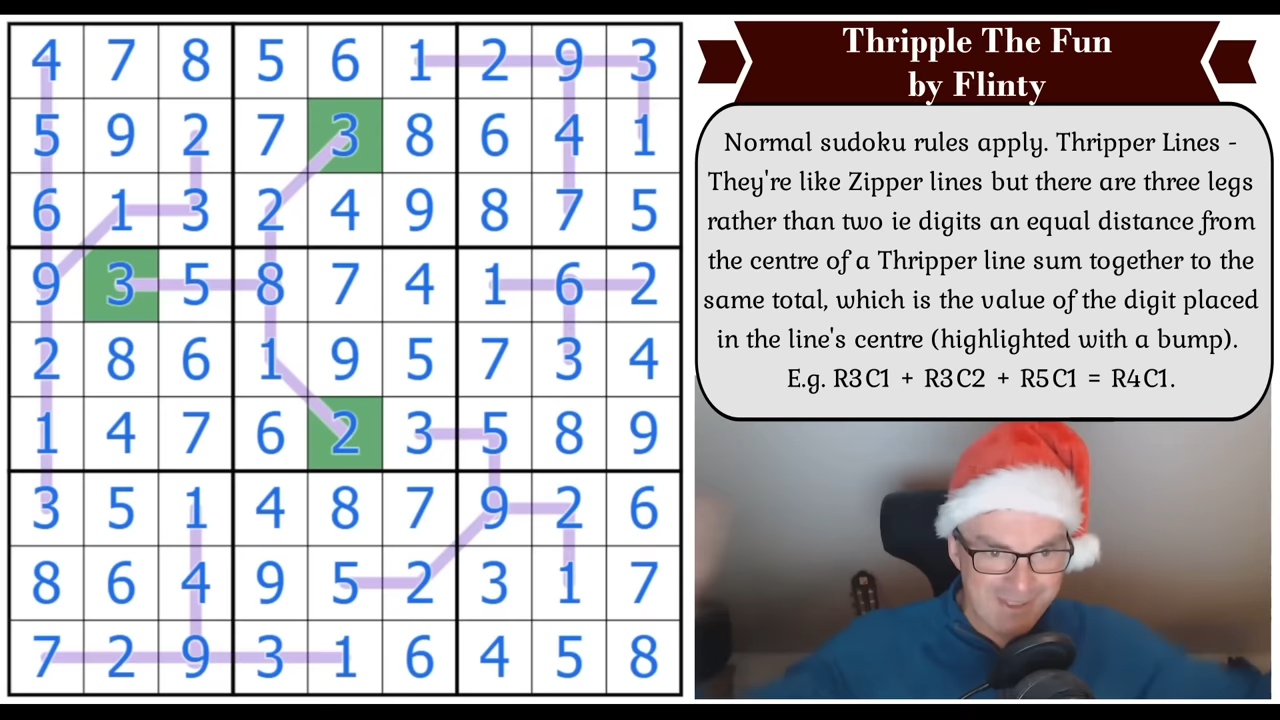 4 7 8 5 6 1 2 9 3
5 9 2 7 3 8 6 4 1
6 1 3 2 4 9 8 7 5
9 3 5 8 7 4 1 6 2
2 8 6 1 9 5 7 3 4
1 4 7 6 2 3 5 8 9
3 5 1 4 8 7 9 2 6
8 6 4 9 5 2 3 1 7
7 2 9 3 1 6 4 5 8
Thripple The Fun
by Flinty
Normal sudoku rules apply. Thripper Lines -
They're like Zipper lines but there are three legs
rather than two ie digits an equal distance from
the centre of a Thripper line sum together to the
same total, which is the value of the digit placed
in the line's centre (highlighted with a bump).
E.g. R3C1 + R3C2 + R5C1 = R4C1.